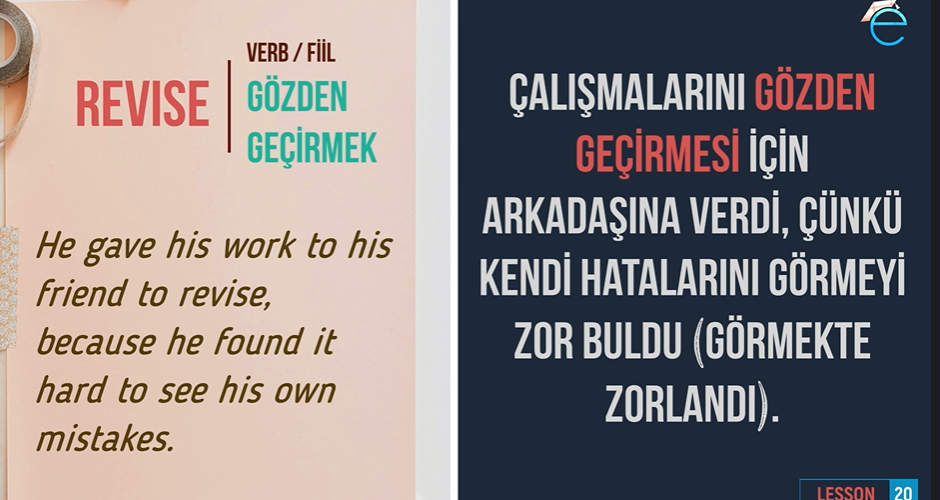 REVISE
VERB / FİİL
GÖZDEN
GEÇİRMEK
He gave his work to his
friend to revise,
because he found it
hard to see his own
mistakes.
e
ÇALIŞMALARINI GÖZDEN
GEÇİRMESİ İÇİN
ARKADAŞINA VERDİ, ÇÜNKÜ
KENDİ HATALARINI GÖRMEYİ
ZOR BULDU (GÖRMEKTE
ZORLANDI).
LESSON 20